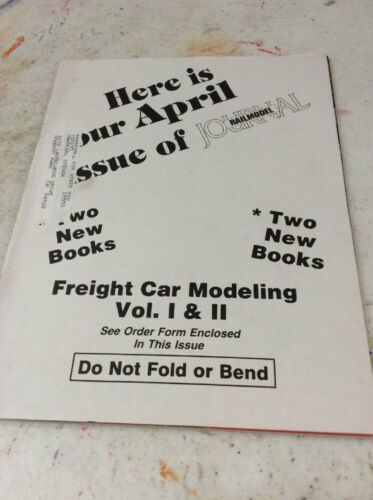 Here is
our April
Issue of RAILMODEL JOURNAL
Two
New
Books
* Two
New
Books
Freight Car Modeling
Vol. I & II
See Order Form Enclosed
In This Issue
Do Not Fold or Bend